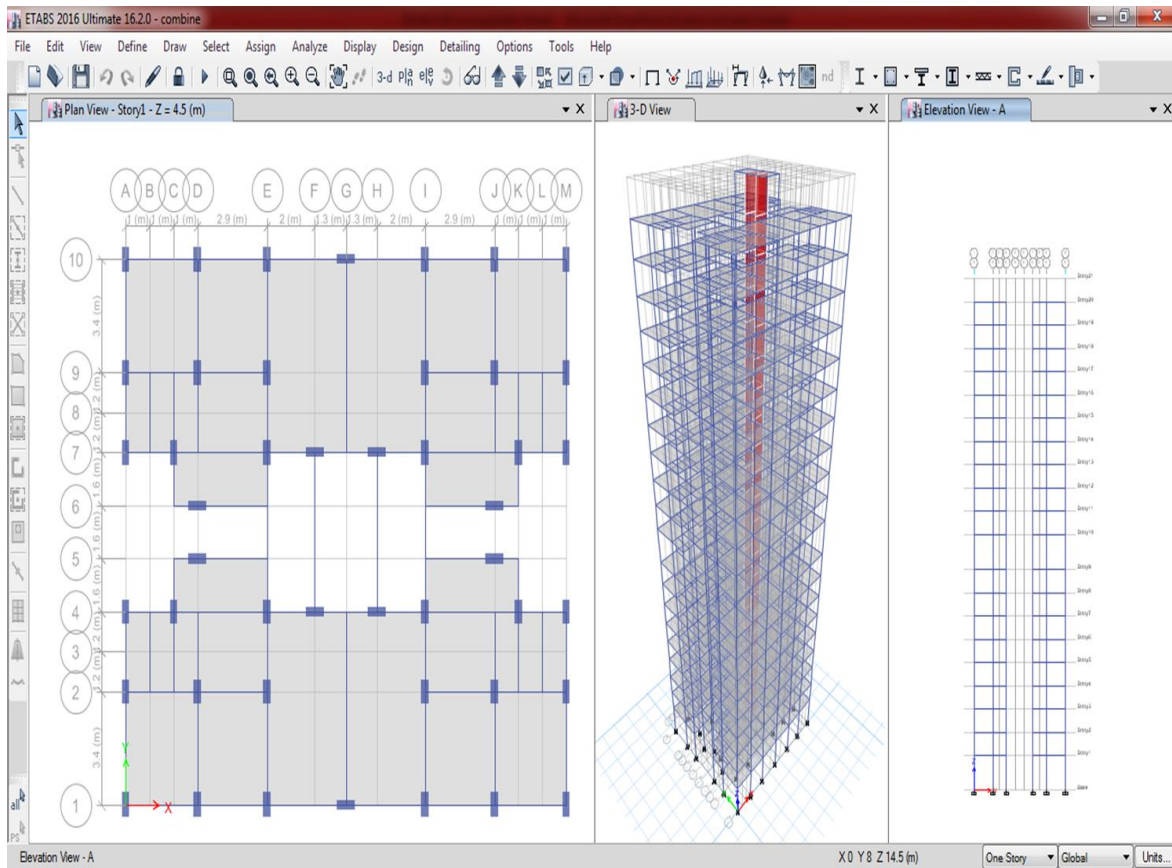 ETABS 2016 Ultimate 16.2.0 - combine
File Edit View Define Draw Select Assign Analyze Display Design Detailing Options Tools Help
3-d nd
Plan View - Story1 - Z = 4.5 (m)
3-D View
Elevation View - A
A B C D E F G H I J K L M
1 (m) 1 (m) 1 (m) 2.9 (m) 2 (m) 1.3 (m) 1.3 (m) 2 (m) 2.9 (m) 1 (m) 1 (m) 1 (m)
10
3.4 (m)
9
1.2 (m)
8
1.2 (m)
7
1.6 (m)
6
1.6 (m)
5
1.6 (m)
4
1.2 (m)
3
1.2 (m)
2
3.4 (m)
1
Y
X
Z
all
PS
Elevation View - A
X 0 Y 8 Z 14.5 (m)
One Story
Global
Units...